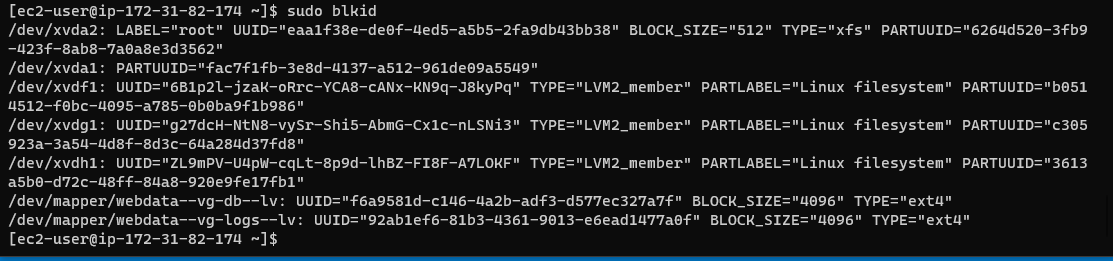 [ec2-user@ip-172-31-82-174 ~]$ sudo blkid
/dev/xvda2: LABEL="root" UUID="eaa1f38e-de0f-4ed5-a5b5-2fa9db43bb38" BLOCK_SIZE="512" TYPE="xfs" PARTUUID="6264d520-3fb9
-423f-8ab8-7a0a8e3d3562"
/dev/xvda1: PARTUUID="fac7f1fb-3e8d-4137-a512-961de09a5549"
/dev/xvdf1: UUID="6B1p2l-jzaK-oRrc-YCA8-cANx-KN9q-J8kyPq" TYPE="LVM2_member" PARTLABEL="Linux filesystem" PARTUUID="b051
4512-f0bc-4095-a785-0b0ba9f1b986"
/dev/xvdg1: UUID="g27dcH-NtN8-vySr-Shi5-AbmG-Cx1c-nLSNi3" TYPE="LVM2_member" PARTLABEL="Linux filesystem" PARTUUID="c305
923a-3a54-4d8f-8d3c-64a284d37fd8"
/dev/xvdh1: UUID="ZL9mPV-U4pW-cqLt-8p9d-lhBZ-FI8F-A7LOKF" TYPE="LVM2_member" PARTLABEL="Linux filesystem" PARTUUID="3613
a5b0-d72c-48ff-84a8-920e9fe17fb1"
/dev/mapper/webdata--vg-db--lv: UUID="f6a9581d-c146-4a2b-adf3-d577ec327a7f" BLOCK_SIZE="4096" TYPE="ext4"
/dev/mapper/webdata--vg-logs--lv: UUID="92ab1ef6-81b3-4361-9013-e6ead1477a0f" BLOCK_SIZE="4096" TYPE="ext4"
[ec2-user@ip-172-31-82-174 ~]$